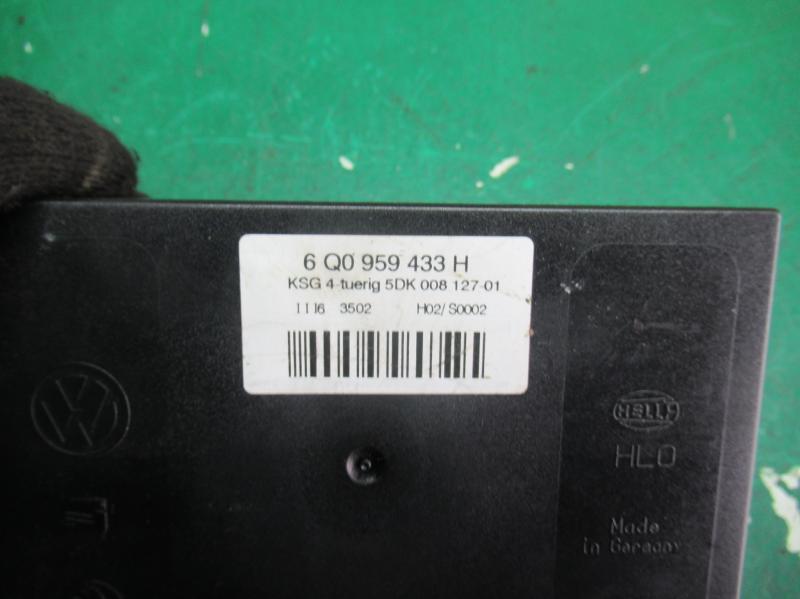 6 Q0 959 433 H
KSG 4-tuerig 5DK 008 127-01
1116 3502 H02/ S0002
HELLA
HLO
Made
in Germany